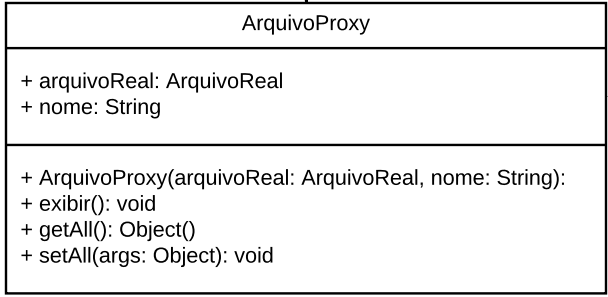 ArquivoProxy
+ arquivoReal: ArquivoReal
+ nome: String
+ ArquivoProxy(arquivoReal: ArquivoReal, nome: String):
+ exibir(): void
+ getAll(): Object()
+ setAll(args: Object): void